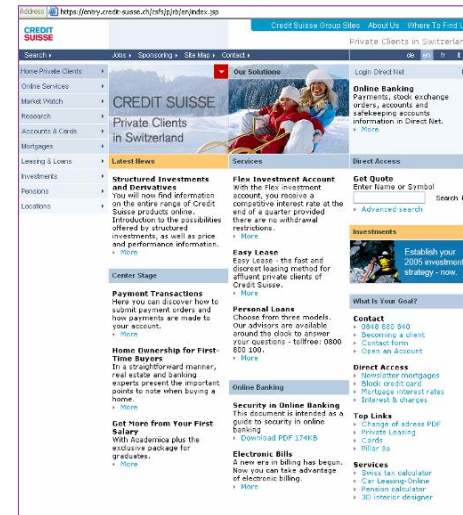 Address https://entry.credit-suisse.ch/csfs/p/rb/en/index.jsp
CREDIT
SUISSE
Credit Suisse Group Sites About Us Where To Find
Private Clients in Switzerland
Search Jobs Sponsoring Site Map Contact de en fr
Home Private Clients
Online Services
Market Watch
Research
Accounts & Cards
Mortgages
Leasing & Loans
Investments
Pensions
Locations
CREDIT SUISSE
Private Clients
in Switzerland
Latest News
Structured Investments
and Derivatives
You will now find information
on the entire range of Credit
Suisse products online.
Introduction to the possibilities
offered by structured
investments, as well as price
and performance information.
More
Center Stage
Payment Transactions
Here you can discover how to
submit payment orders and
how payments are made to
your account.
More
Home Ownership for First-
Time Buyers
In a straightforward manner,
real estate and banking
experts present the important
points to note when buying a
home.
More
Get More from Your First
Salary
With Academica plus the
exclusive package for
graduates.
More
Our Solutions
Services
Flex Investment Account
With the Flex investment
account, you receive a
competitive interest rate at the
end of a quarter provided
there are no withdrawal
restrictions.
More
Easy Lease
Easy Lease - the fast and
discreet leasing method for
affluent private clients of
Credit Suisse.
More
Personal Loans
Choose from three models.
Our advisors are available
around the clock to answer
your questions - tollfree: 0800
800 100.
More
Online Banking
Security in Online Banking
This document is intended as a
guide to security in online
banking
Download PDF 174KB
Electronic Bills
A new era in billing has begun.
Now you can take advantage
of electronic billing.
More
Login Direct Net
Online Banking
Payments, stock exchange
orders, accounts and
safekeeping accounts
information in Direct Net.
More
Direct Access
Get Quote
Enter Name or Symbol
Search
Advanced search
Investments
Establish your
2005 investment
strategy - now.
What Is Your Goal?
Contact
0848 880 840
Becoming a client
Contact form
Open an Account
Direct Access
Newsletter mortgages
Block credit card
Mortgage interest rates
Interest & charges
Top Links
Change of adress PDF
Private Leasing
Cards
Pillar 3a
Services
Swiss tax calculator
Car Leasing-Online
Pension calculator
3D interior designer